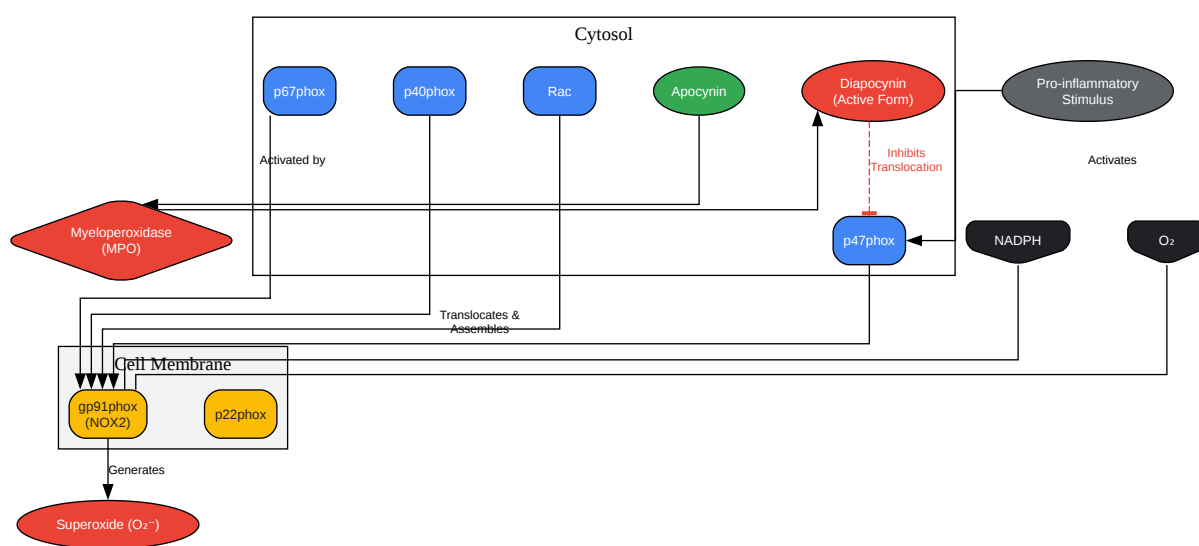 Cytosol
p67phox
p40phox
Rac
Apocynin
Diapocynin
(Active Form)
Pro-inflammatory
Stimulus
Activated by
Inhibits
Translocation
Activates
Myeloperoxidase
(MPO)
p47phox
NADPH
O₂
Translocates &
Assembles
Cell Membrane
gp91phox
(NOX2)
p22phox
Generates
Superoxide (O₂⁻)